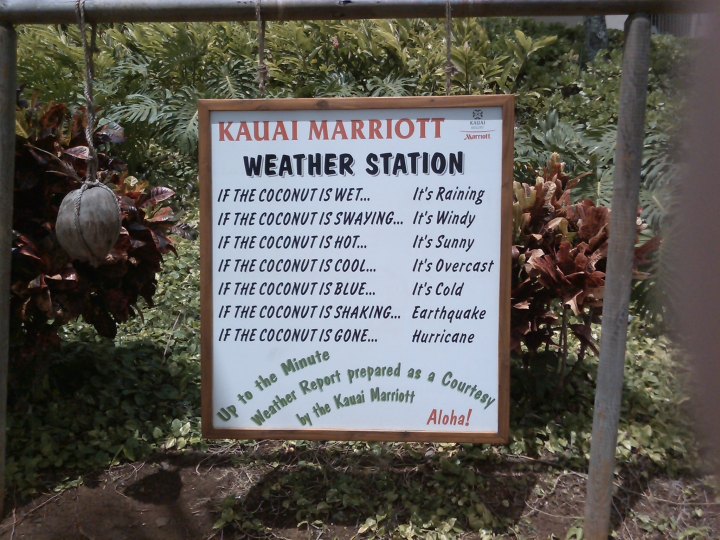 KAUAI MARRIOTT
KAUAI
Marriott
WEATHER STATION
IF THE COCONUT IS WET... It's Raining
IF THE COCONUT IS SWAYING... It's Windy
IF THE COCONUT IS HOT... It's Sunny
IF THE COCONUT IS COOL... It's Overcast
IF THE COCONUT IS BLUE... It's Cold
IF THE COCONUT IS SHAKING... Earthquake
IF THE COCONUT IS GONE... Hurricane
Up to the Minute
Weather Report prepared as a Courtesy
by the Kauai Marriott
Aloha!